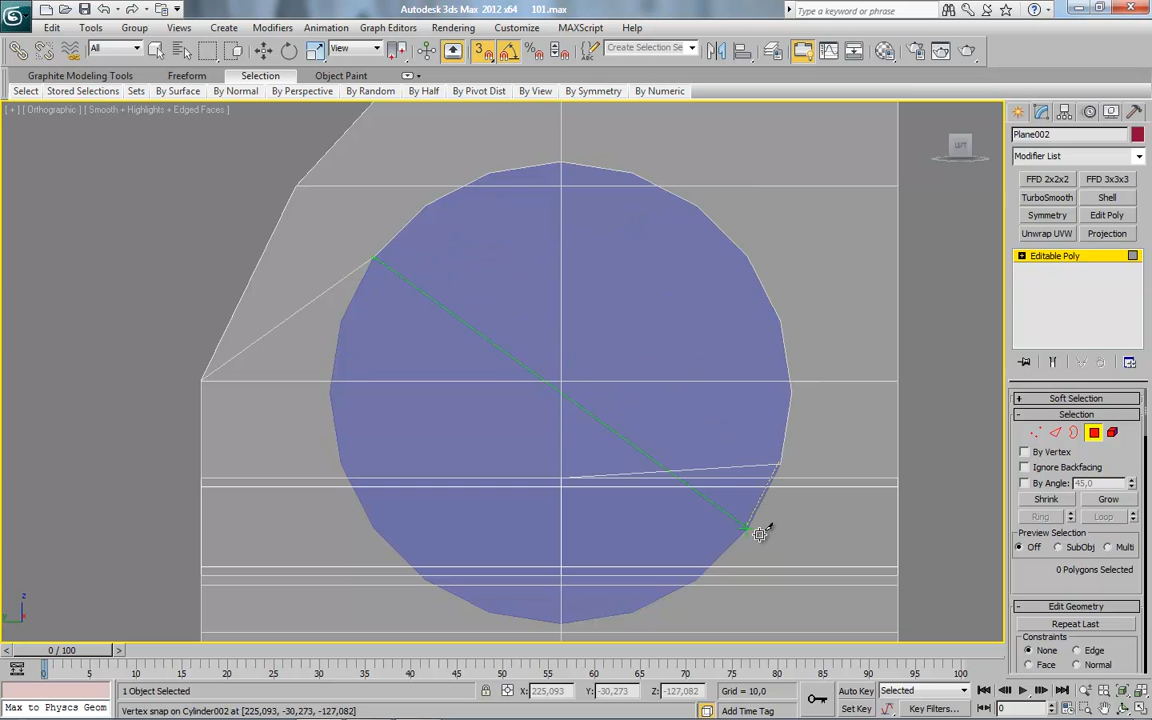 Autodesk 3ds Max 2012 x64    101.max
Type a keyword or phrase
Edit Tools Group Views Create Modifiers Animation Graph Editors Rendering Customize MAXScript Help
All View 3 Create Selection Se
Graphite Modeling Tools Freeform Selection Object Paint
Select Stored Selections Sets By Surface By Normal By Perspective By Random By Half By Pivot Dist By View By Symmetry By Numeric
[ + ] [ Orthographic ] [ Smooth + Highlights + Edged Faces ]
LEFT
Plane002
Modifier List
FFD 2x2x2 FFD 3x3x3
TurboSmooth Shell
Symmetry Edit Poly
Unwrap UVW Projection
Editable Poly
+ Soft Selection
- Selection
By Vertex
Ignore Backfacing
By Angle: 45,0
Shrink Grow
Ring Loop
Preview Selection
Off SubObj Multi
0 Polygons Selected
- Edit Geometry
Repeat Last
Constraints
None Edge
Face Normal
z
y x
< 0 / 100 >
0 5 10 15 20 25 30 35 40 45 50 55 60 65 70 75 80 85 90 95 100
1 Object Selected X: 225,093 Y: -30,273 Z: -127,082 Grid = 10,0 Auto Key Selected
Max to Physcs Geom Vertex snap on Cylinder002 at [225,093, -30,273, -127,082] Add Time Tag Set Key Key Filters... 0